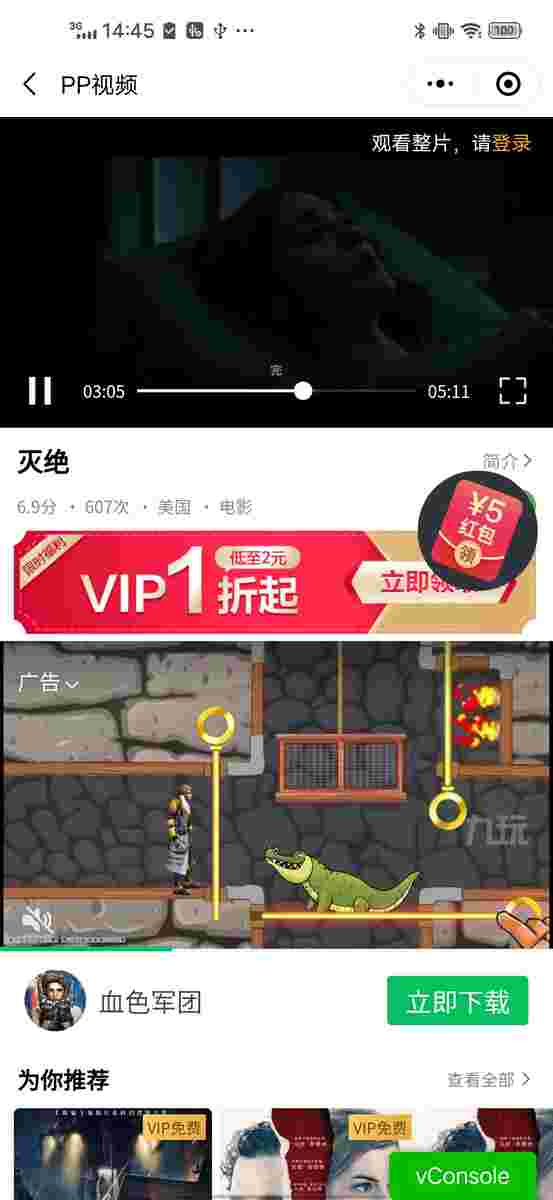 3G 14:45 100
PP视频
观看整片，请登录
完
03:05 05:11
灭绝 简介
6.9分 · 607次 · 美国 · 电影
¥5
红包
领
限时福利
VIP1折起
低至2元
立即领
广告
九玩
血色军团 立即下载
为你推荐 查看全部
VIP免费 VIP免费
vConsole